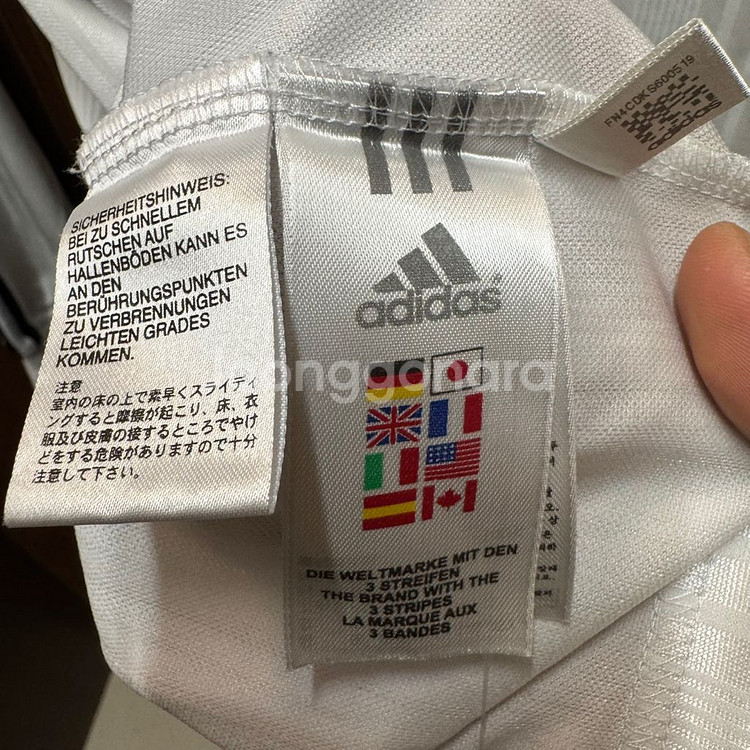 SICHERHEITSHINWEIS:
BEI ZU SCHNELLEM
RUTSCHEN AUF
HALLENBÖDEN KANN ES
AN DEN
BERÜHRUNGSPUNKTEN
ZU VERBRENNUNGEN
LEICHTEN GRADES
KOMMEN.
注意
室内の床の上で素早くスライディ
ングすると摩擦が起こり、床、衣
服及び皮膚の接するところでやけ
どをする危険がありますので十分
注意して下さい。
adidas
DIE WELTMARKE MIT DEN
3 STREIFEN
THE BRAND WITH THE
3 STRIPES
LA MARQUE AUX
3 BANDES
FN4CDKS6005 19
adidas
joongganara